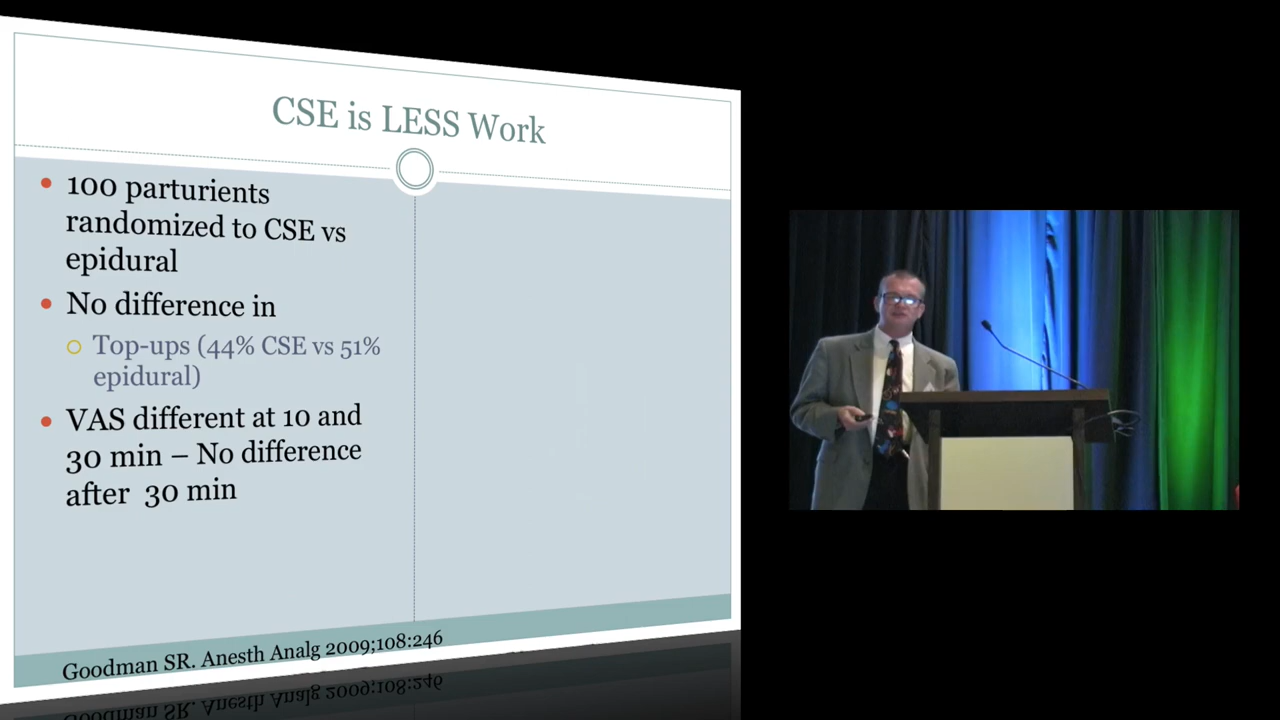 CSE is LESS Work
100 parturients
randomized to CSE vs
epidural
No difference in
Top-ups (44% CSE vs 51%
epidural)
VAS different at 10 and
30 min – No difference
after 30 min
Goodman SR. Anesth Analg 2009;108:246